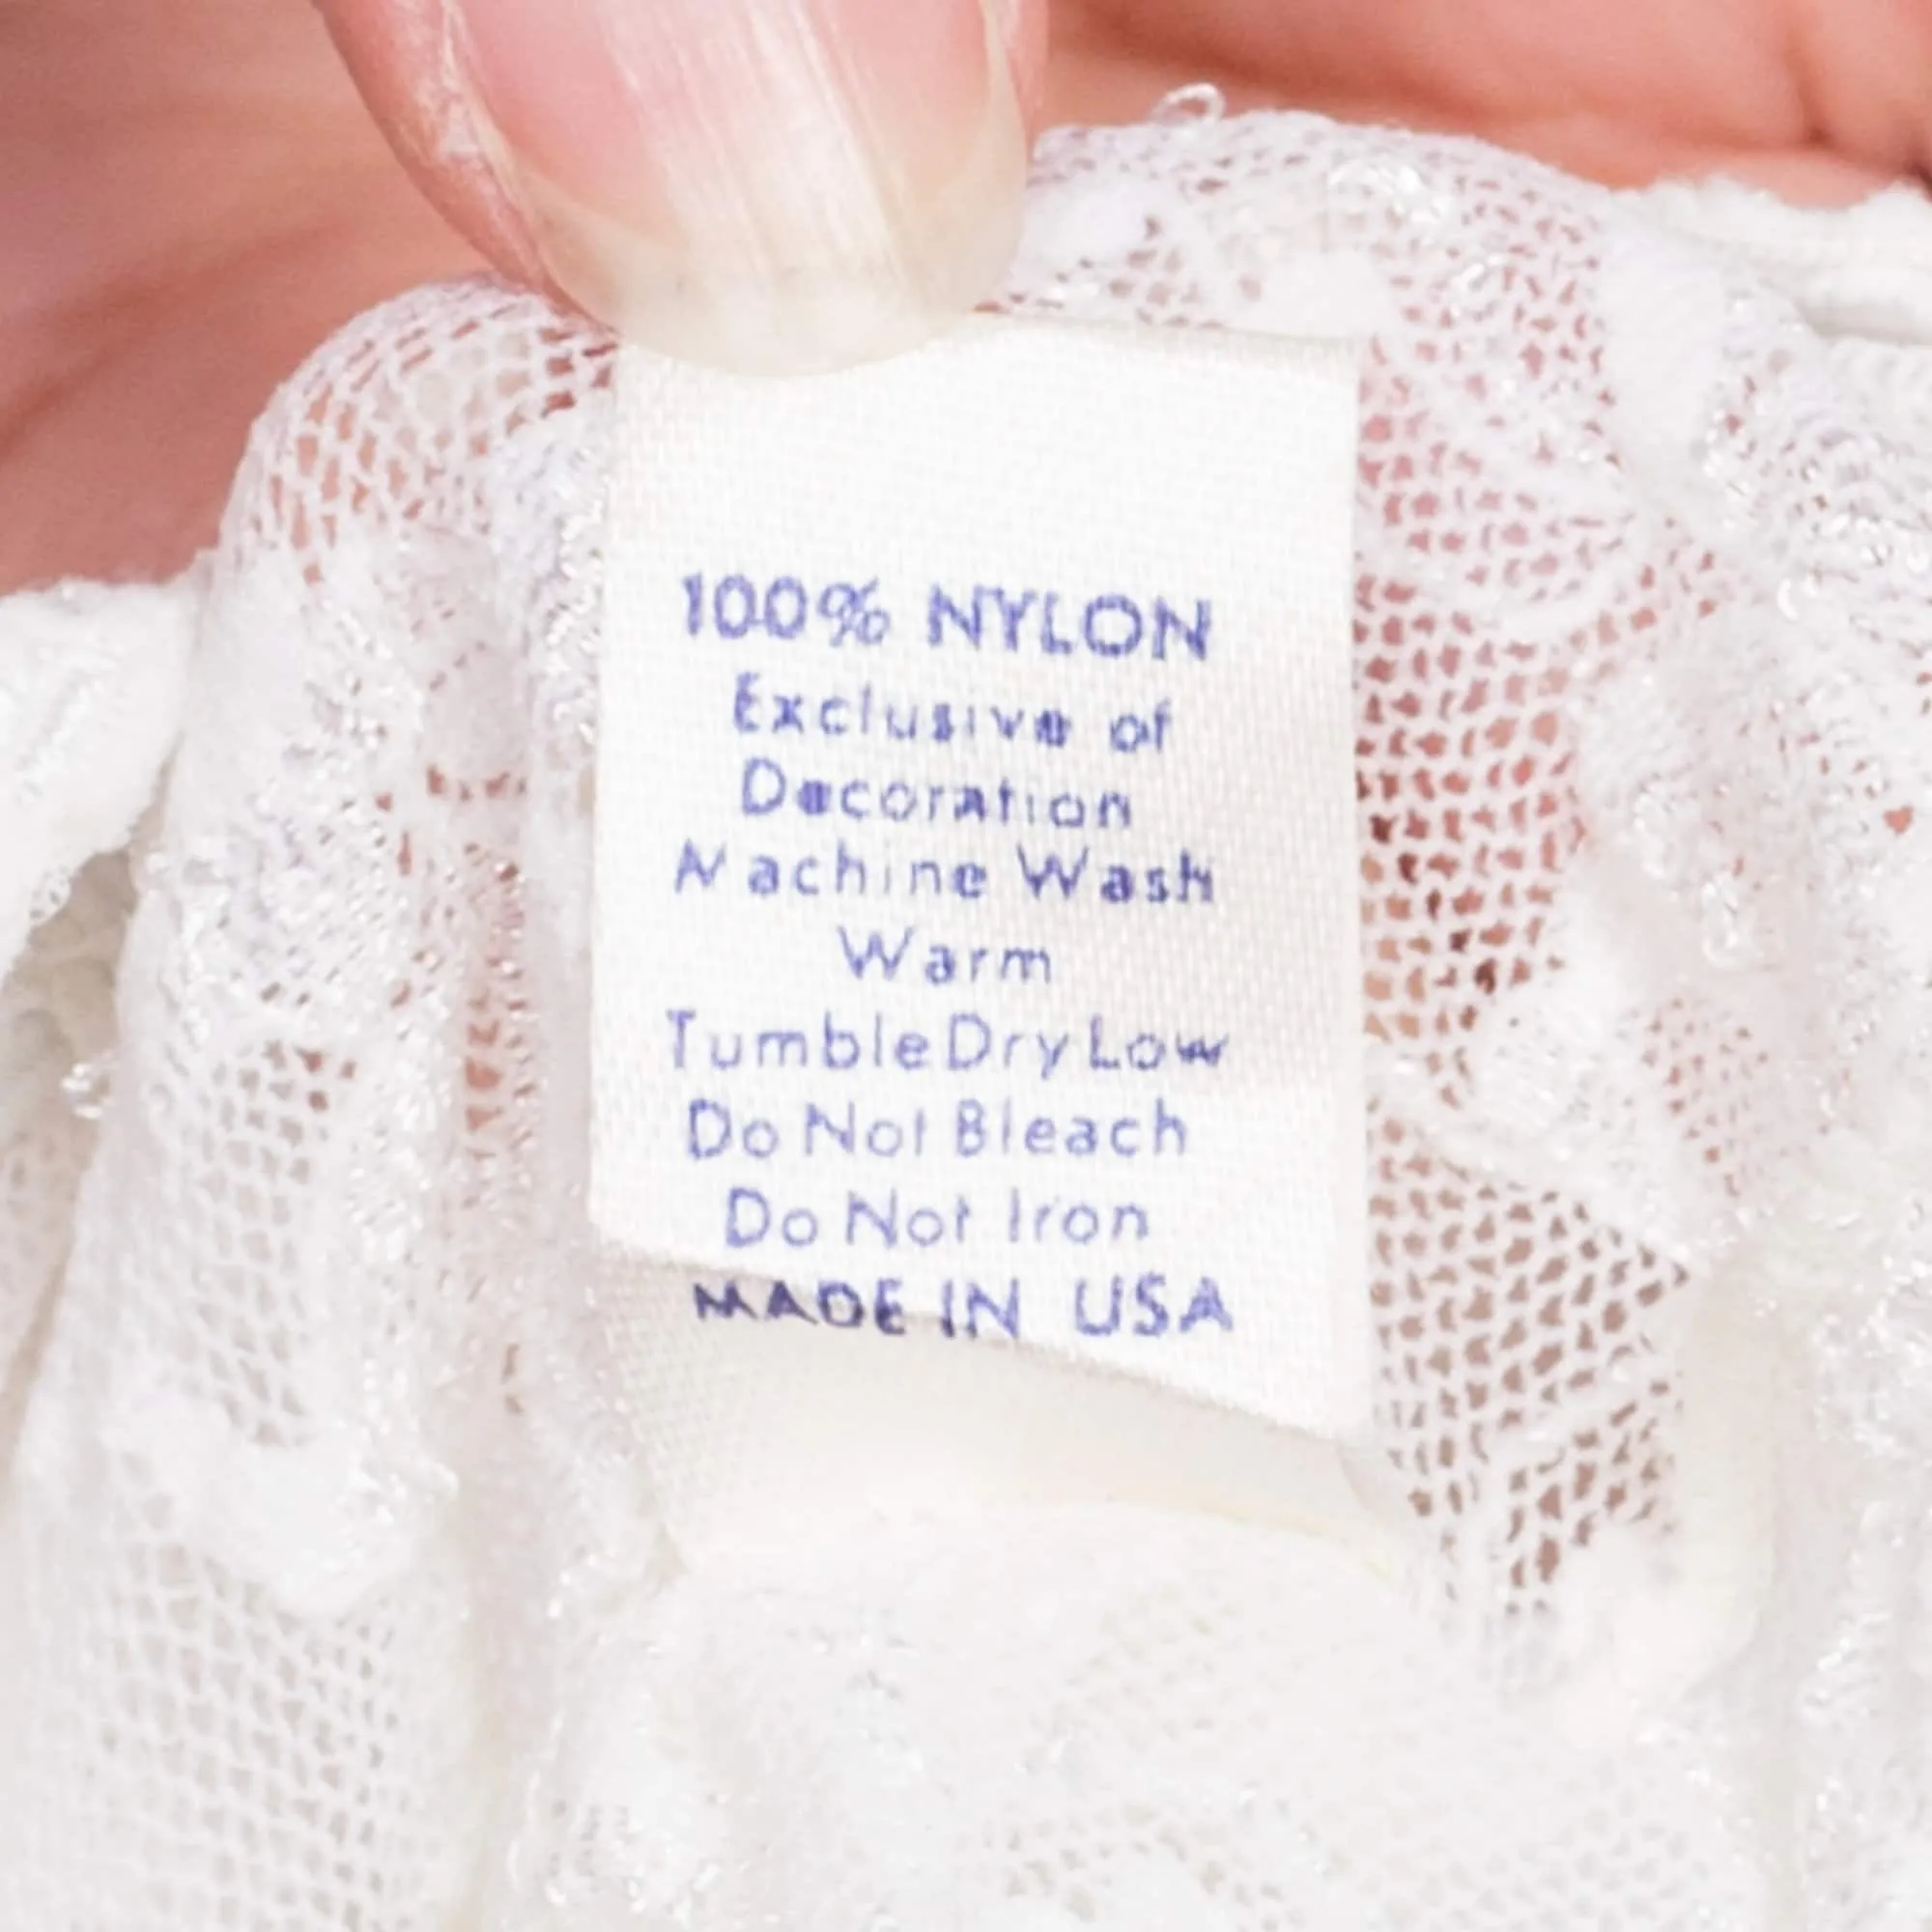 100% NYLON
Exclusive of
Decoration
Machine Wash
Warm
Tumble Dry Low
Do Not Bleach
Do Not Iron
MADE IN USA